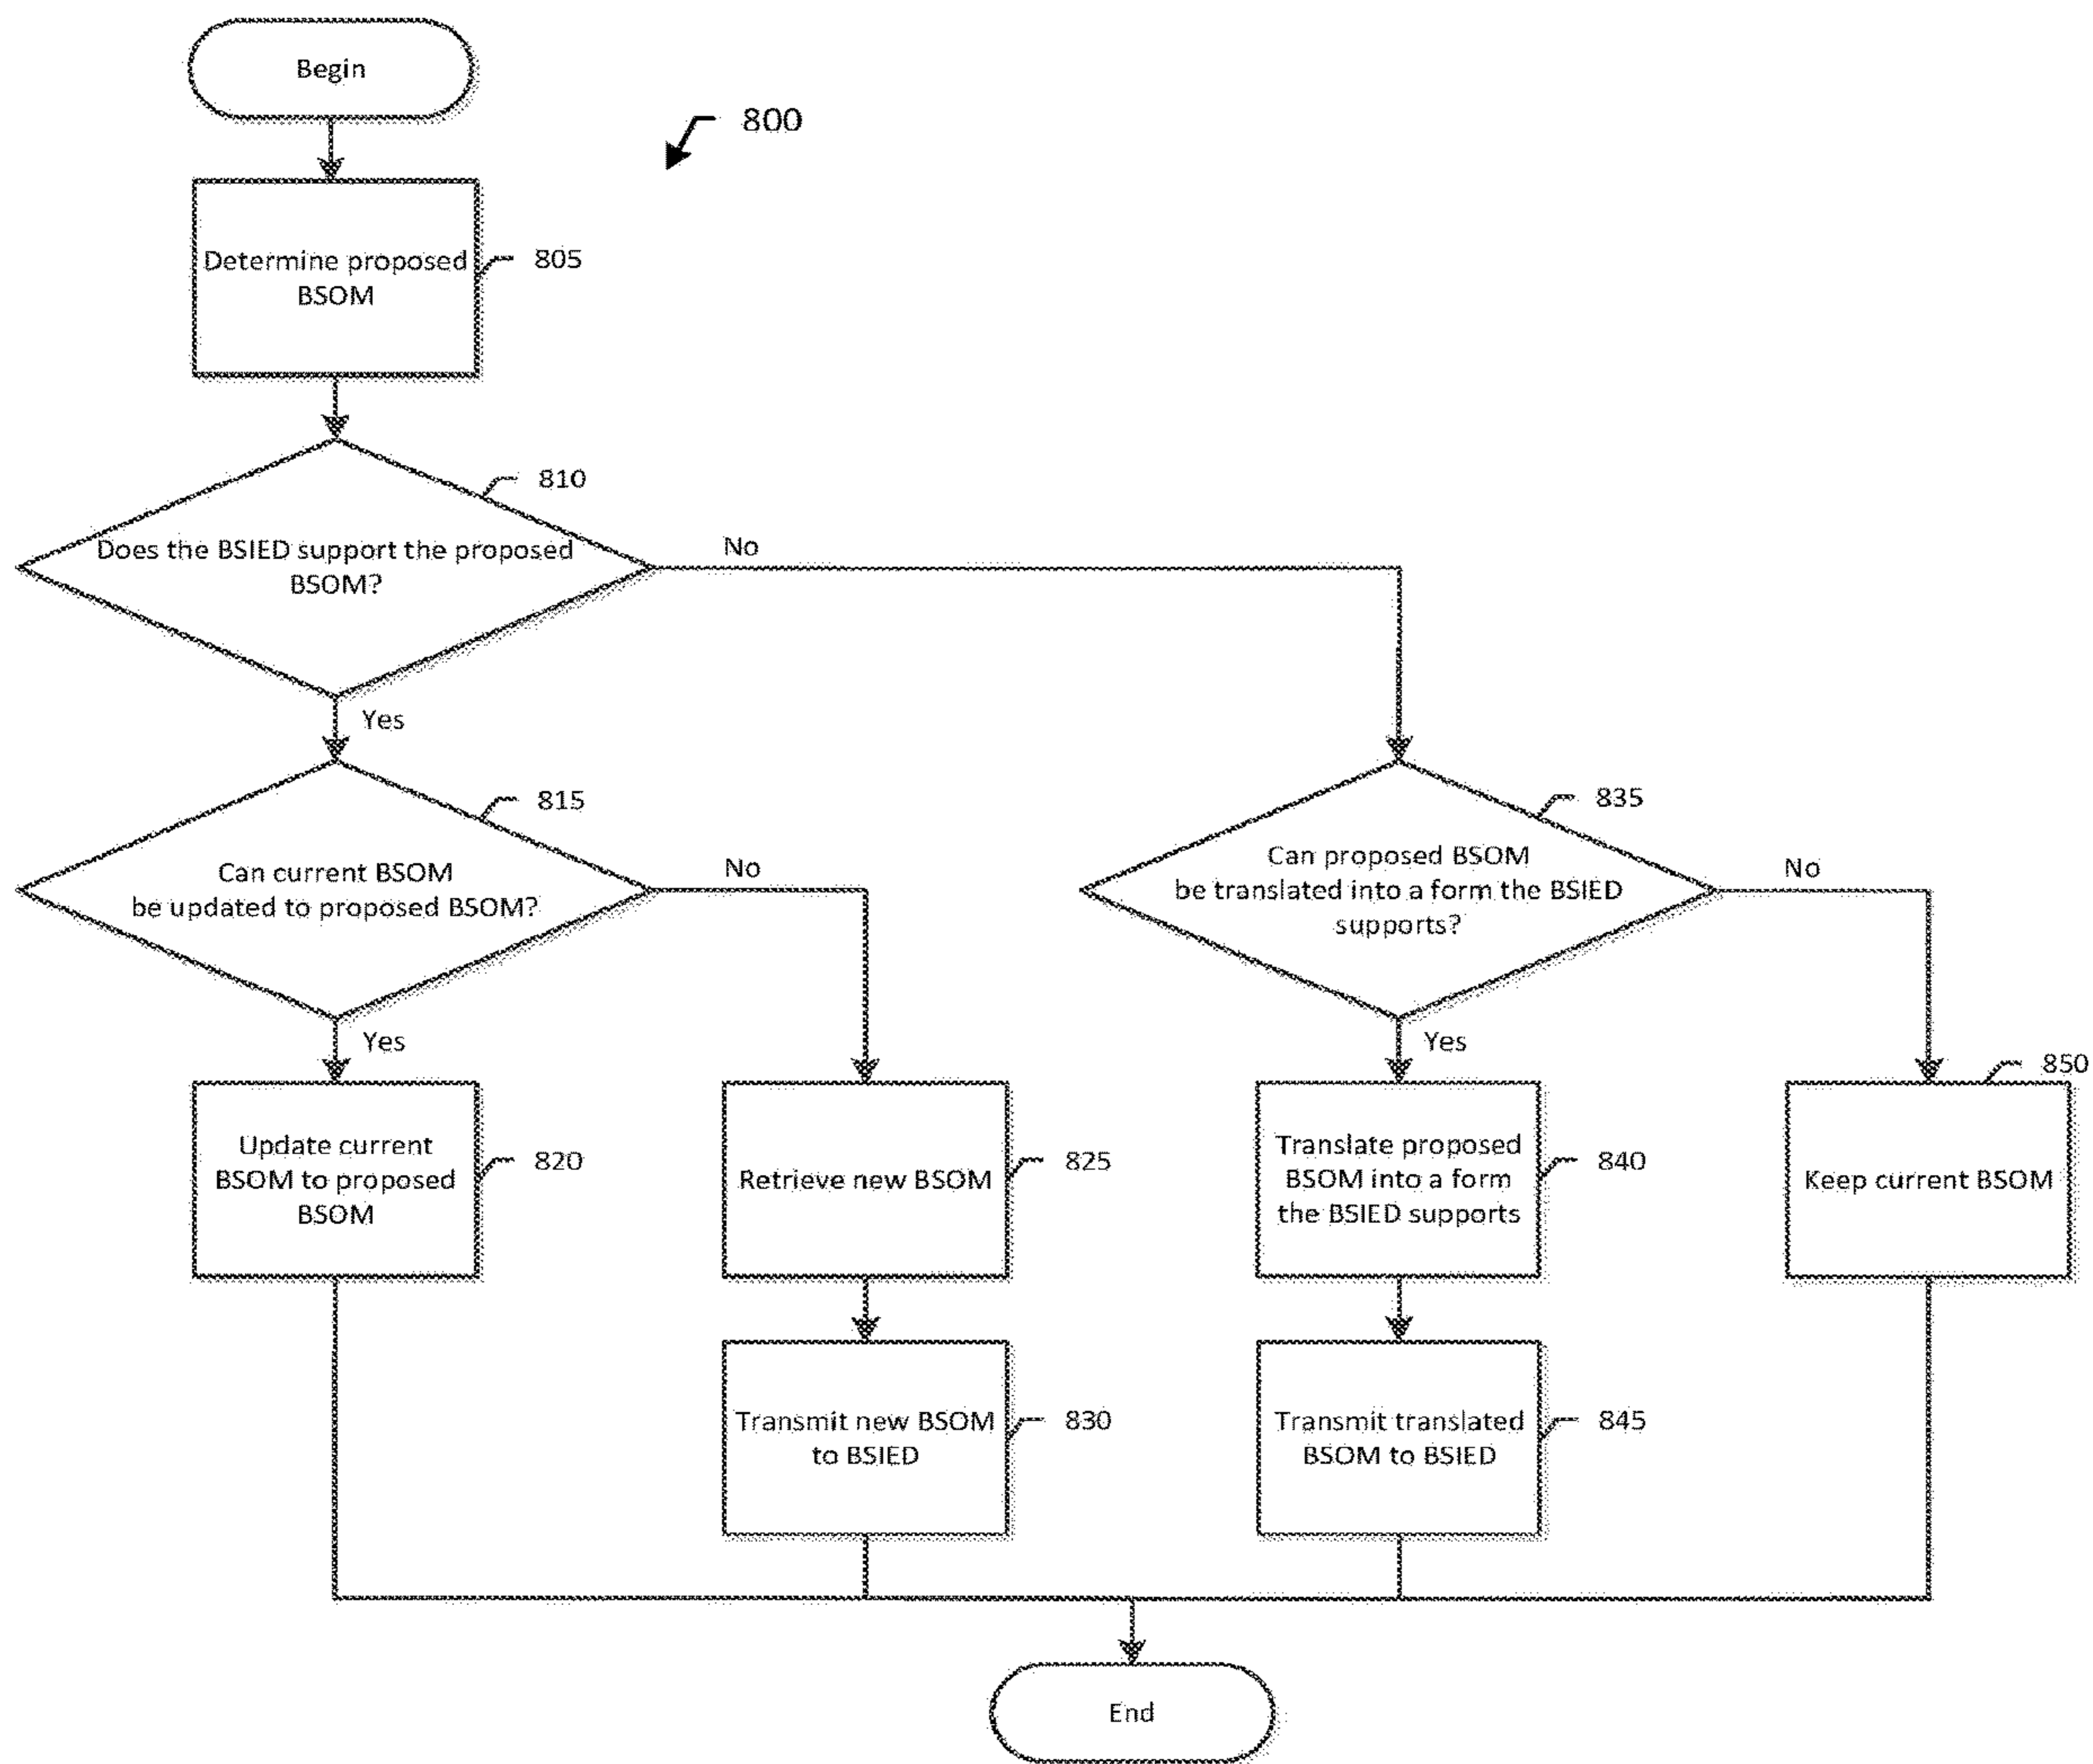 Begin
800
Determine proposed
BSOM
805
810
Does the BSIED support the proposed
BSOM?
No
Yes
815
Can current BSOM
be updated to proposed BSOM?
No
Yes
835
Can proposed BSOM
be translated into a form the BSIED
supports?
No
Yes
Update current
BSOM to proposed
BSOM
820
Retrieve new BSOM
825
Translate proposed
BSOM into a form
the BSIED supports
840
850
Keep current BSOM
Transmit new BSOM
to BSIED
830
Transmit translated
BSOM to BSIED
845
End